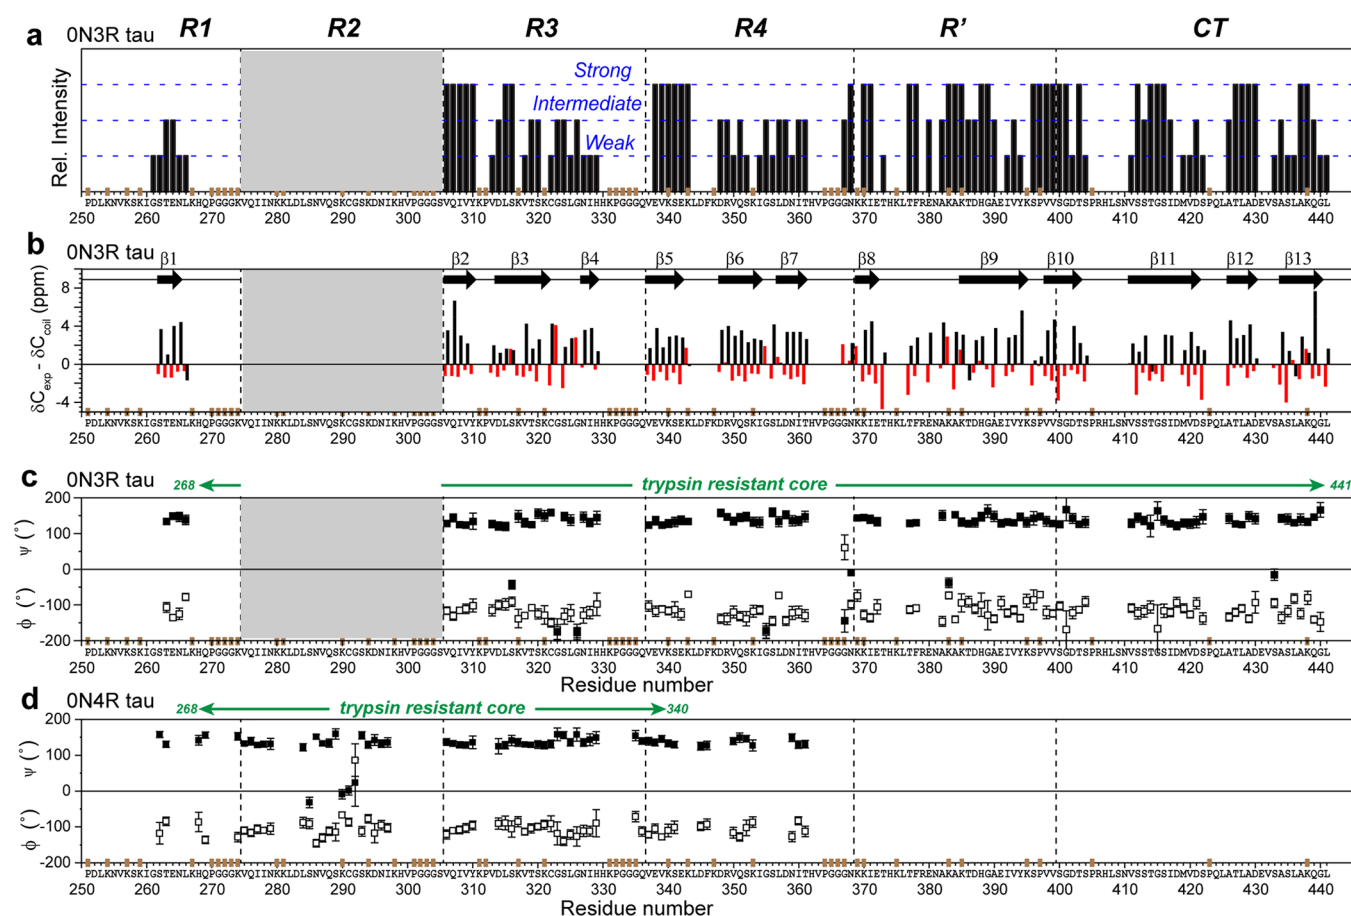 a 0N3R tau R1 R2 R3 R4 R’ CT
Strong
Intermediate
Weak
Rel. Intensity
PDLKNVKSKIGSTENLKHQPGGGKVQIINKKLDLSNVQSKCGSKDNIKHVPGGGSVQIVYKPVDLSKVTSKCGSLGNIHHKPGGGQVEVKSEKLDFKDRVQSKIGSLDNITHVPGGGNKKIETHKLTFRENAKAKTDHGAEIVYKSPVVSGDTSPRHLSNVSSTGSIDMVDSPQLATLADEVSASLAKQGL
250 260 270 280 290 300 310 320 330 340 350 360 370 380 390 400 410 420 430 440
b 0N3R tau
β1 β2 β3 β4 β5 β6 β7 β8 β9 β10 β11 β12 β13
δCexp - δCcoil (ppm)
8
4
0
-4
PDLKNVKSKIGSTENLKHQPGGGKVQIINKKLDLSNVQSKCGSKDNIKHVPGGGSVQIVYKPVDLSKVTSKCGSLGNIHHKPGGGQVEVKSEKLDFKDRVQSKIGSLDNITHVPGGGNKKIETHKLTFRENAKAKTDHGAEIVYKSPVVSGDTSPRHLSNVSSTGSIDMVDSPQLATLADEVSASLAKQGL
250 260 270 280 290 300 310 320 330 340 350 360 370 380 390 400 410 420 430 440
c 0N3R tau
268 trypsin resistant core 441
ϕ (˚) ψ (˚)
200
100
0
-100
-200
PDLKNVKSKIGSTENLKHQPGGGKVQIINKKLDLSNVQSKCGSKDNIKHVPGGGSVQIVYKPVDLSKVTSKCGSLGNIHHKPGGGQVEVKSEKLDFKDRVQSKIGSLDNITHVPGGGNKKIETHKLTFRENAKAKTDHGAEIVYKSPVVSGDTSPRHLSNVSSTGSIDMVDSPQLATLADEVSASLAKQGL
250 260 270 280 290 300 310 320 330 340 350 360 370 380 390 400 410 420 430 440
Residue number
d 0N4R tau
268 trypsin resistant core 340
ϕ (˚) ψ (˚)
200
100
0
-100
-200
PDLKNVKSKIGSTENLKHQPGGGKVQIINKKLDLSNVQSKCGSKDNIKHVPGGGSVQIVYKPVDLSKVTSKCGSLGNIHHKPGGGQVEVKSEKLDFKDRVQSKIGSLDNITHVPGGGNKKIETHKLTFRENAKAKTDHGAEIVYKSPVVSGDTSPRHLSNVSSTGSIDMVDSPQLATLADEVSASLAKQGL
250 260 270 280 290 300 310 320 330 340 350 360 370 380 390 400 410 420 430 440
Residue number